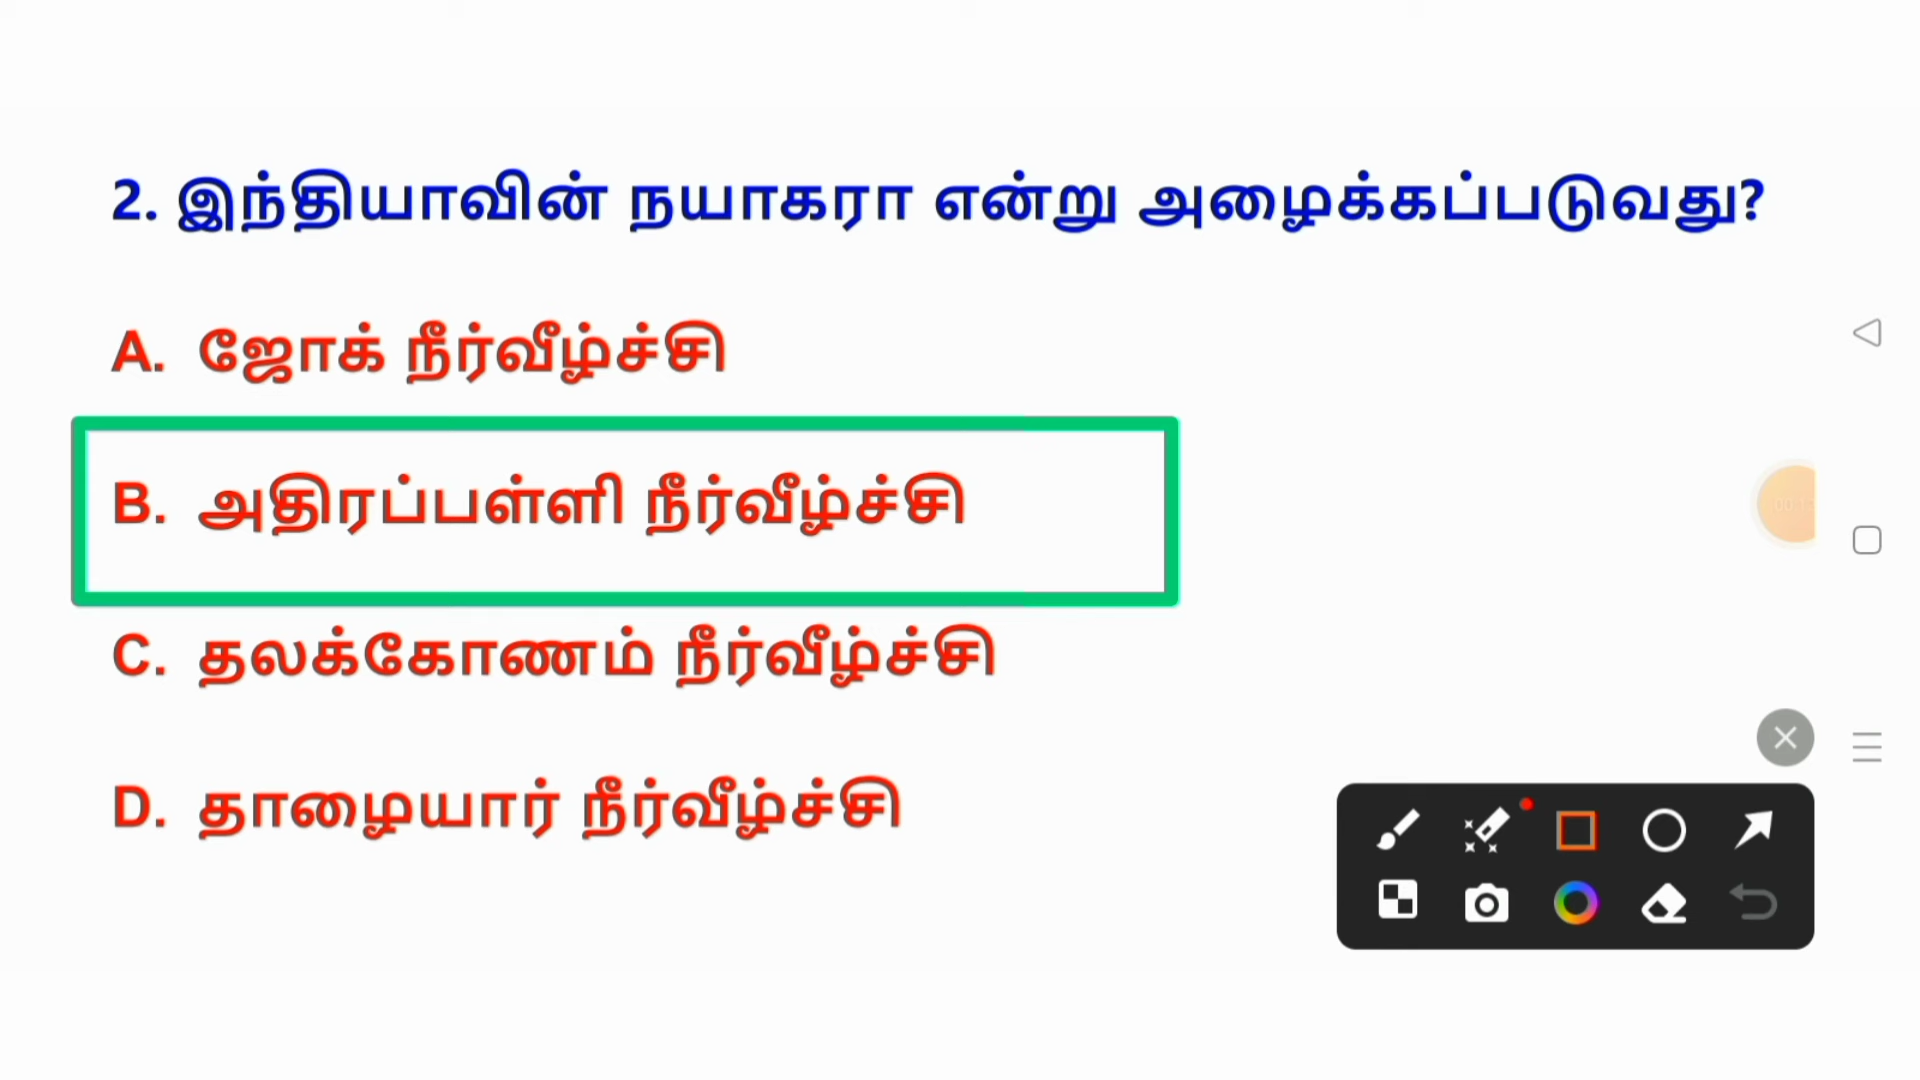 2. இந்தியாவின் நயாகரா என்று அழைக்கப்படுவது?
A. ஜோக் நீர்வீழ்ச்சி
B. அதிரப்பள்ளி நீர்வீழ்ச்சி
C. தலக்கோணம் நீர்வீழ்ச்சி
D. தாழையார் நீர்வீழ்ச்சி